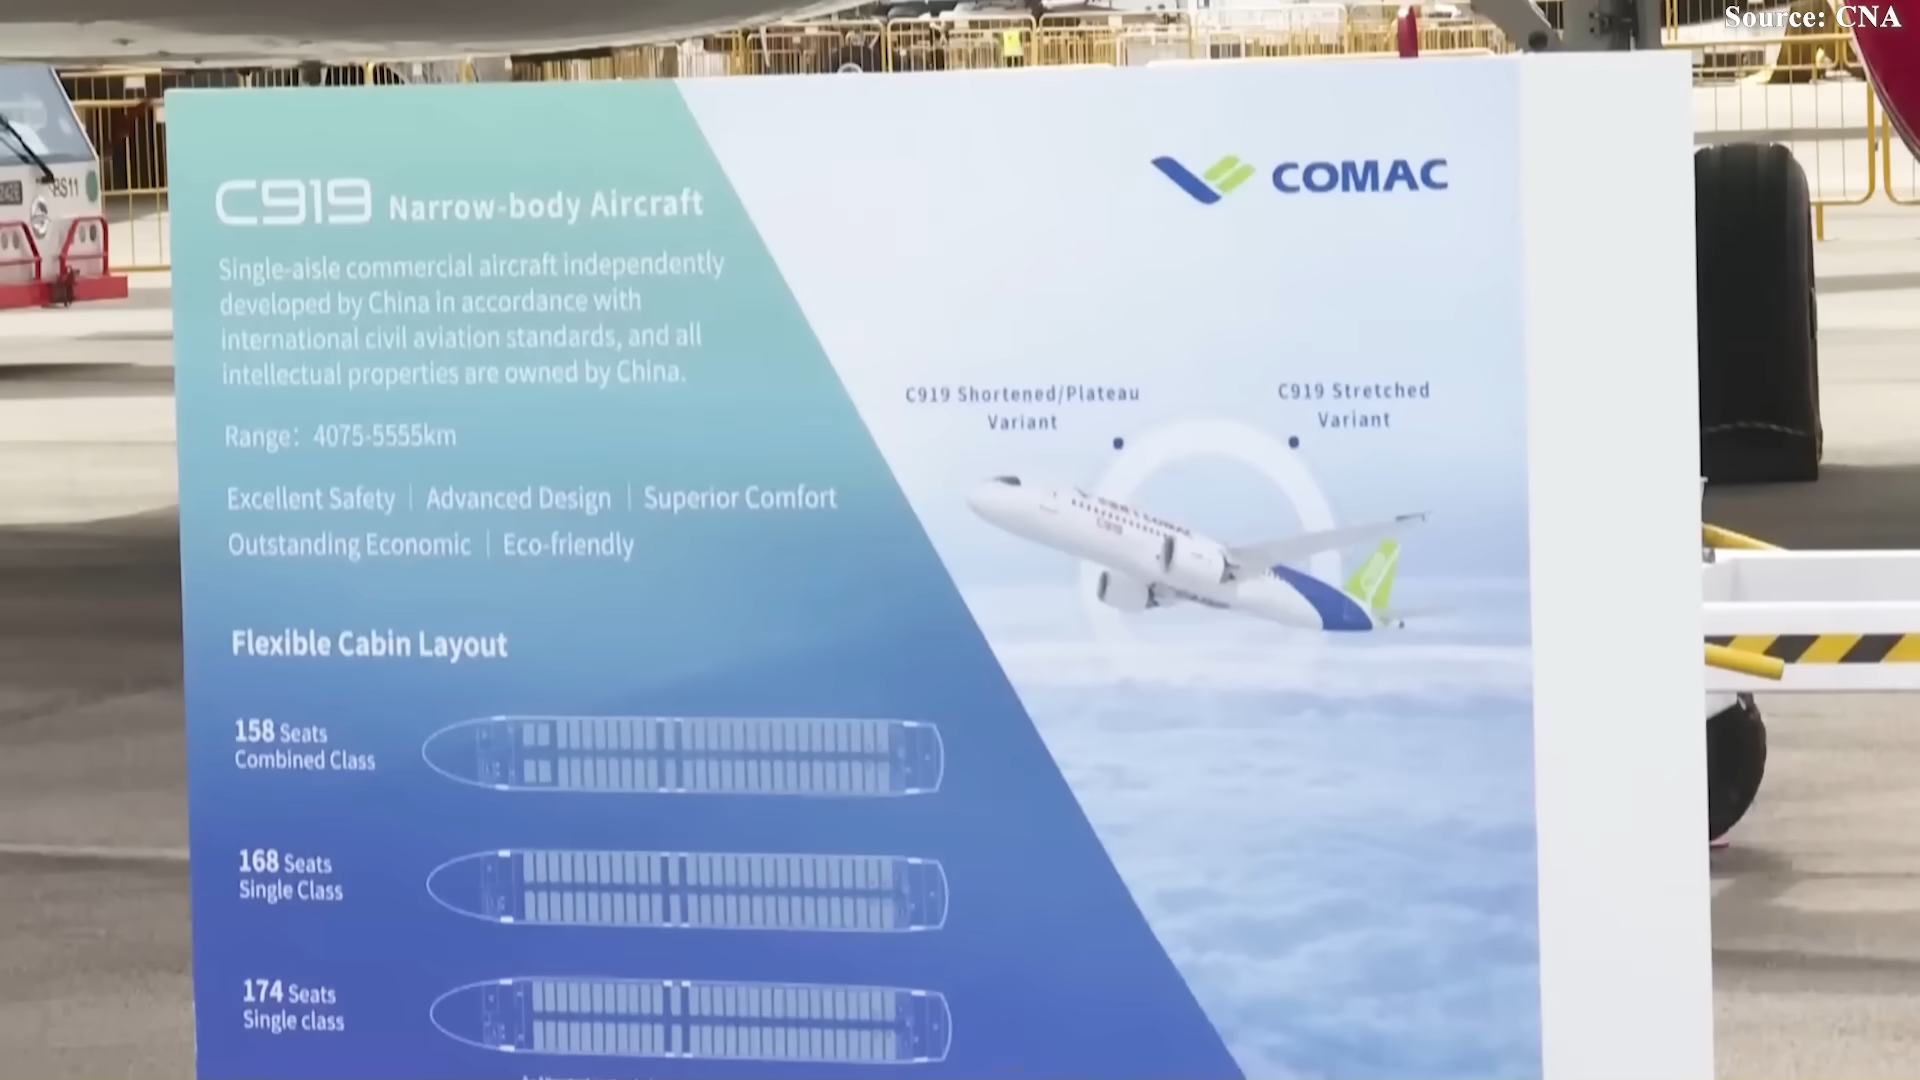 Source: CNA
RS11
C919 Narrow-body Aircraft
Single-aisle commercial aircraft independently
developed by China in accordance with
international civil aviation standards, and all
intellectual properties are owned by China.
Range: 4075-5555km
Excellent Safety | Advanced Design | Superior Comfort
Outstanding Economic | Eco-friendly
Flexible Cabin Layout
158 Seats
Combined Class
168 Seats
Single Class
174 Seats
Single class
COMAC
C919 Shortened/Plateau
Variant
C919 Stretched
Variant
C919